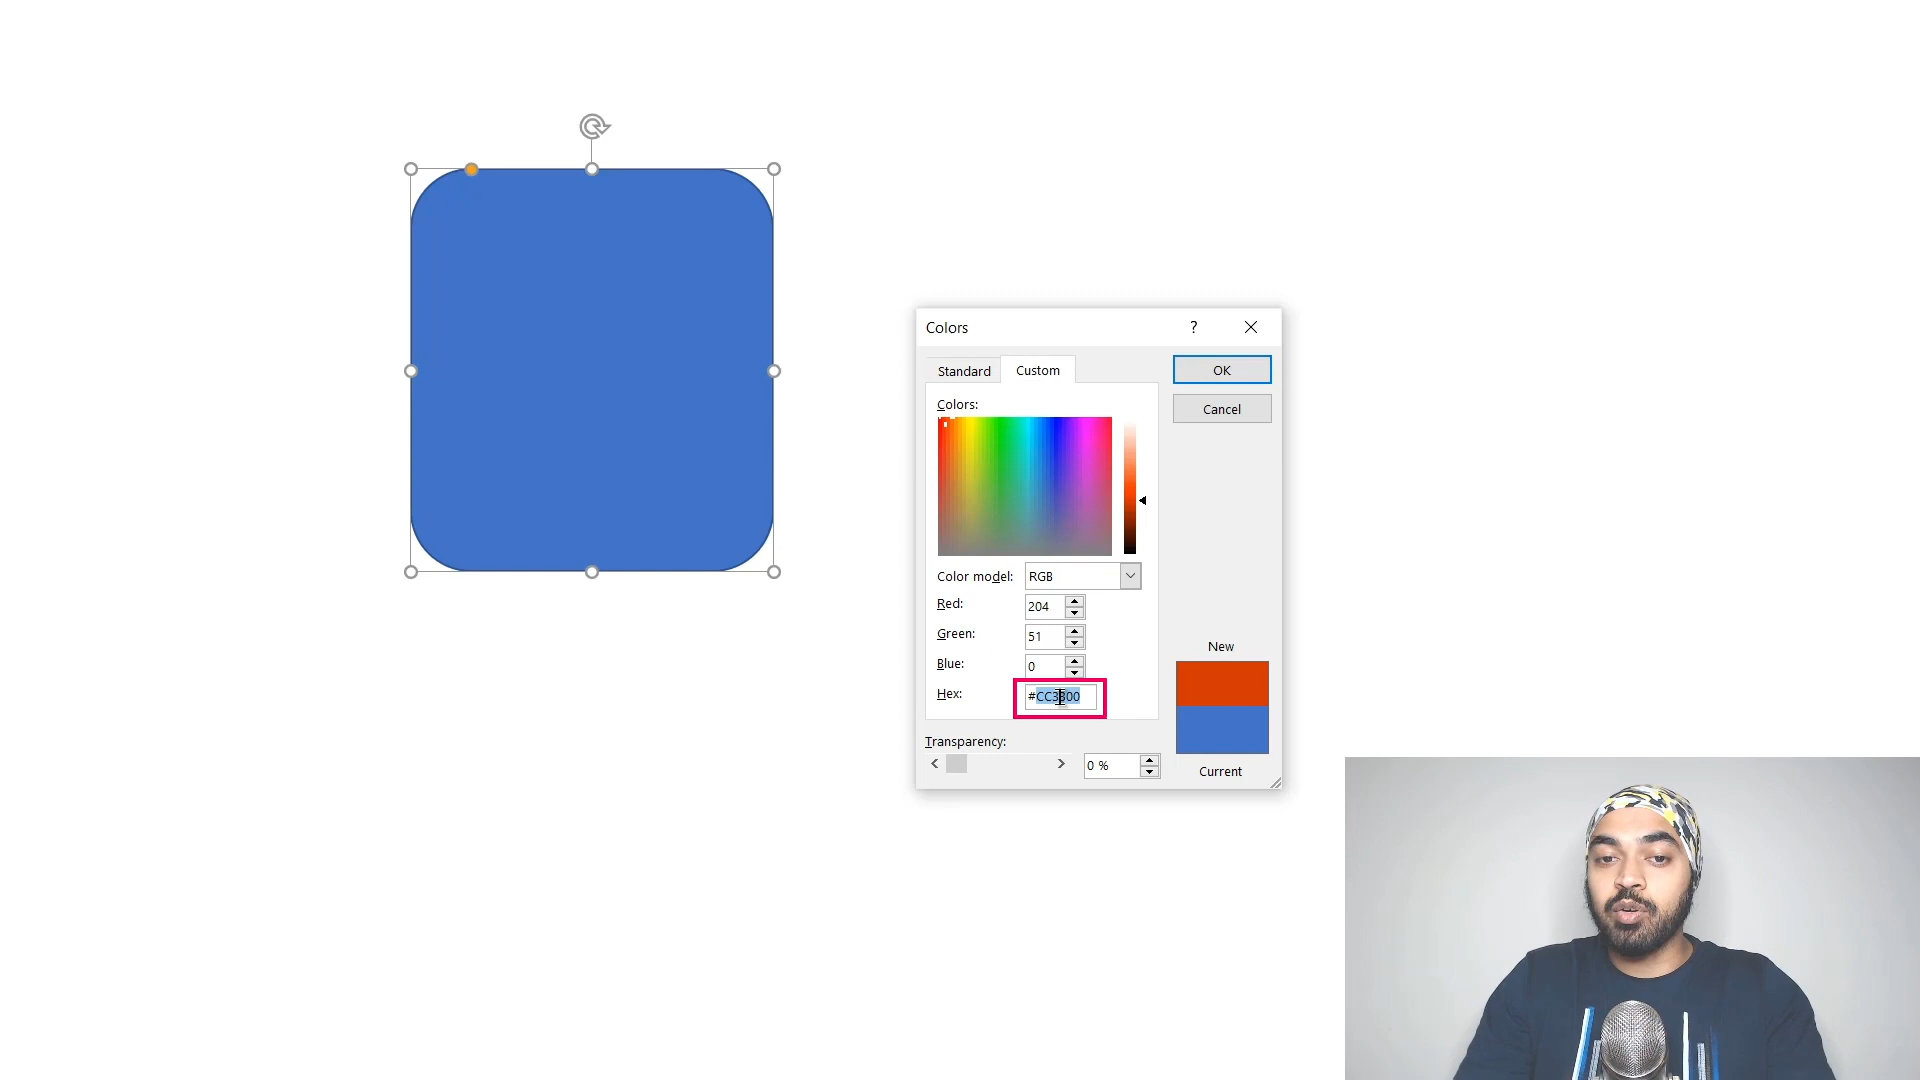 Colors
?
Standard
Custom
OK
Cancel
Colors:
Color model:
RGB
Red:
204
Green:
51
Blue:
0
Hex:
#CC3300
New
Current
Transparency:
0 %